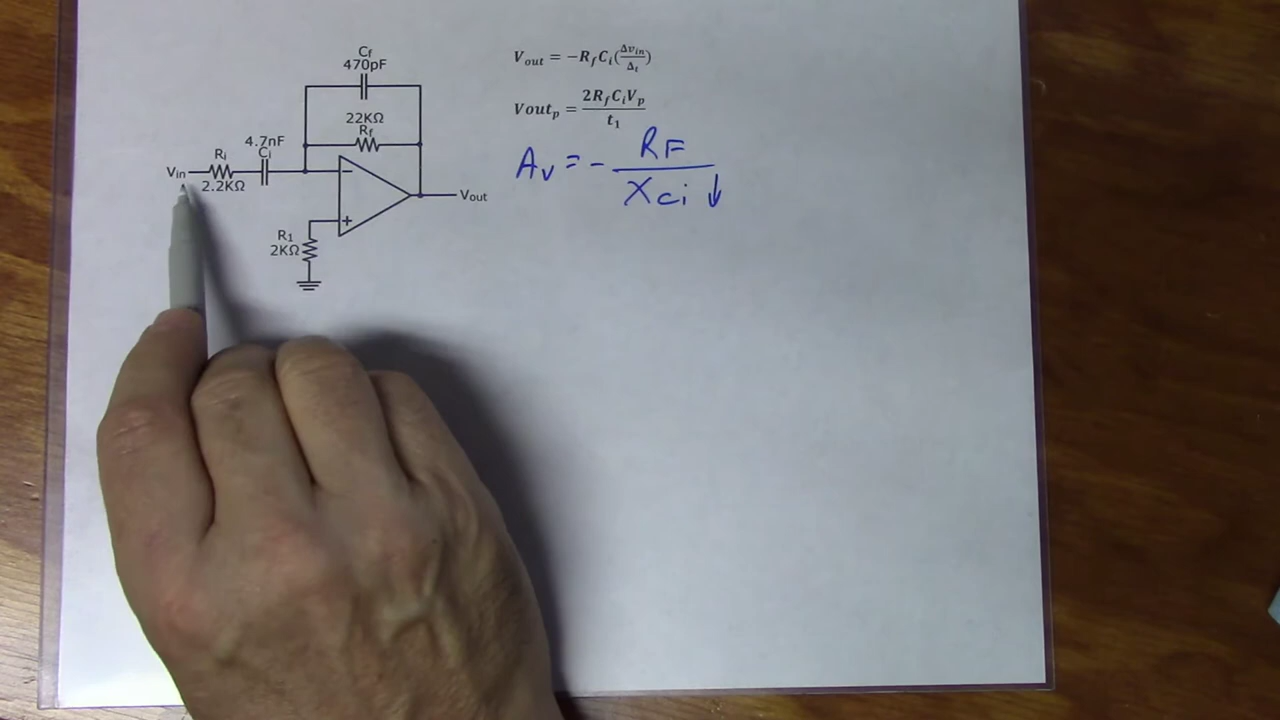 Cf
470pF
22KΩ
Rf
4.7nF
Ci
Ri
Vin
2.2KΩ
−
+
Vout
R1
2KΩ
Vout = −RfCi(Δvin/Δt)
Voutp = 2RfCiVp/t1
Av = − RF/XCi ↓